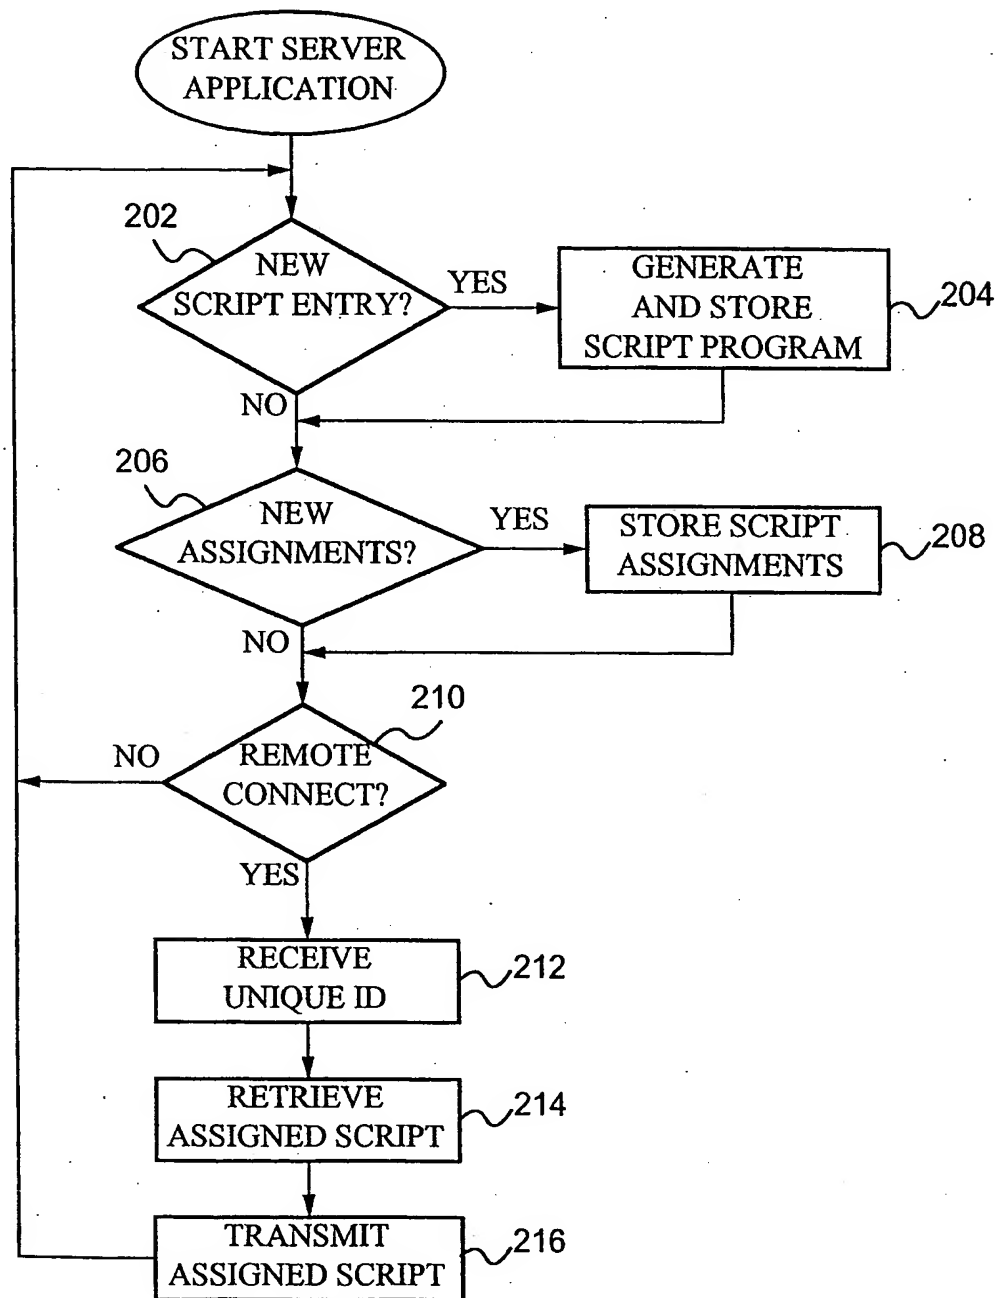 START SERVER
APPLICATION
202
NEW
SCRIPT ENTRY?
YES
GENERATE
AND STORE
SCRIPT PROGRAM
204
NO
206
NEW
ASSIGNMENTS?
YES
STORE SCRIPT
ASSIGNMENTS
208
NO
210
REMOTE
CONNECT?
NO
YES
RECEIVE
UNIQUE ID
212
RETRIEVE
ASSIGNED SCRIPT
214
TRANSMIT
ASSIGNED SCRIPT
216